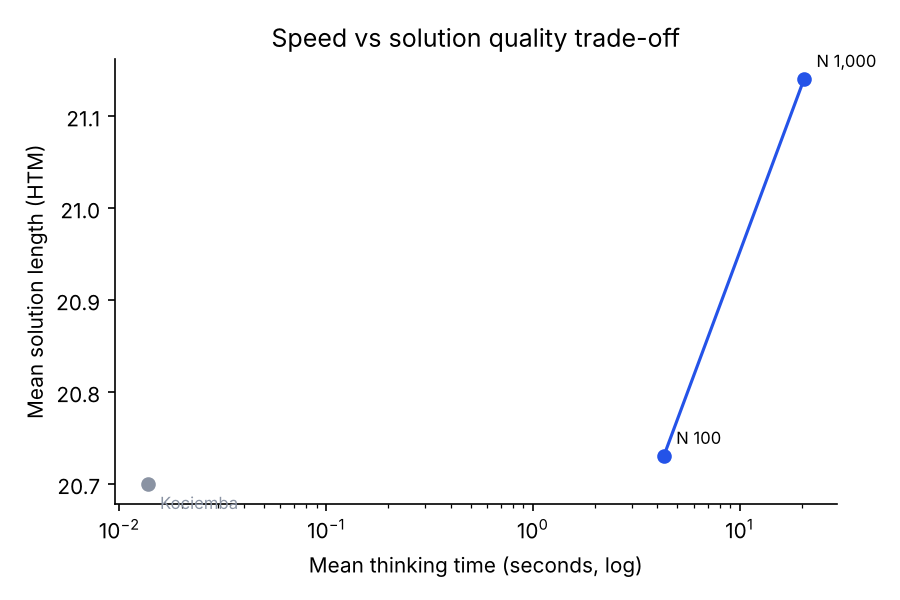 Speed vs solution quality trade-off
N 1,000
21.1
21.0
20.9
20.8
20.7
Mean solution length (HTM)
N 100
Kociemba
10⁻²
10⁻¹
10⁰
10¹
Mean thinking time (seconds, log)